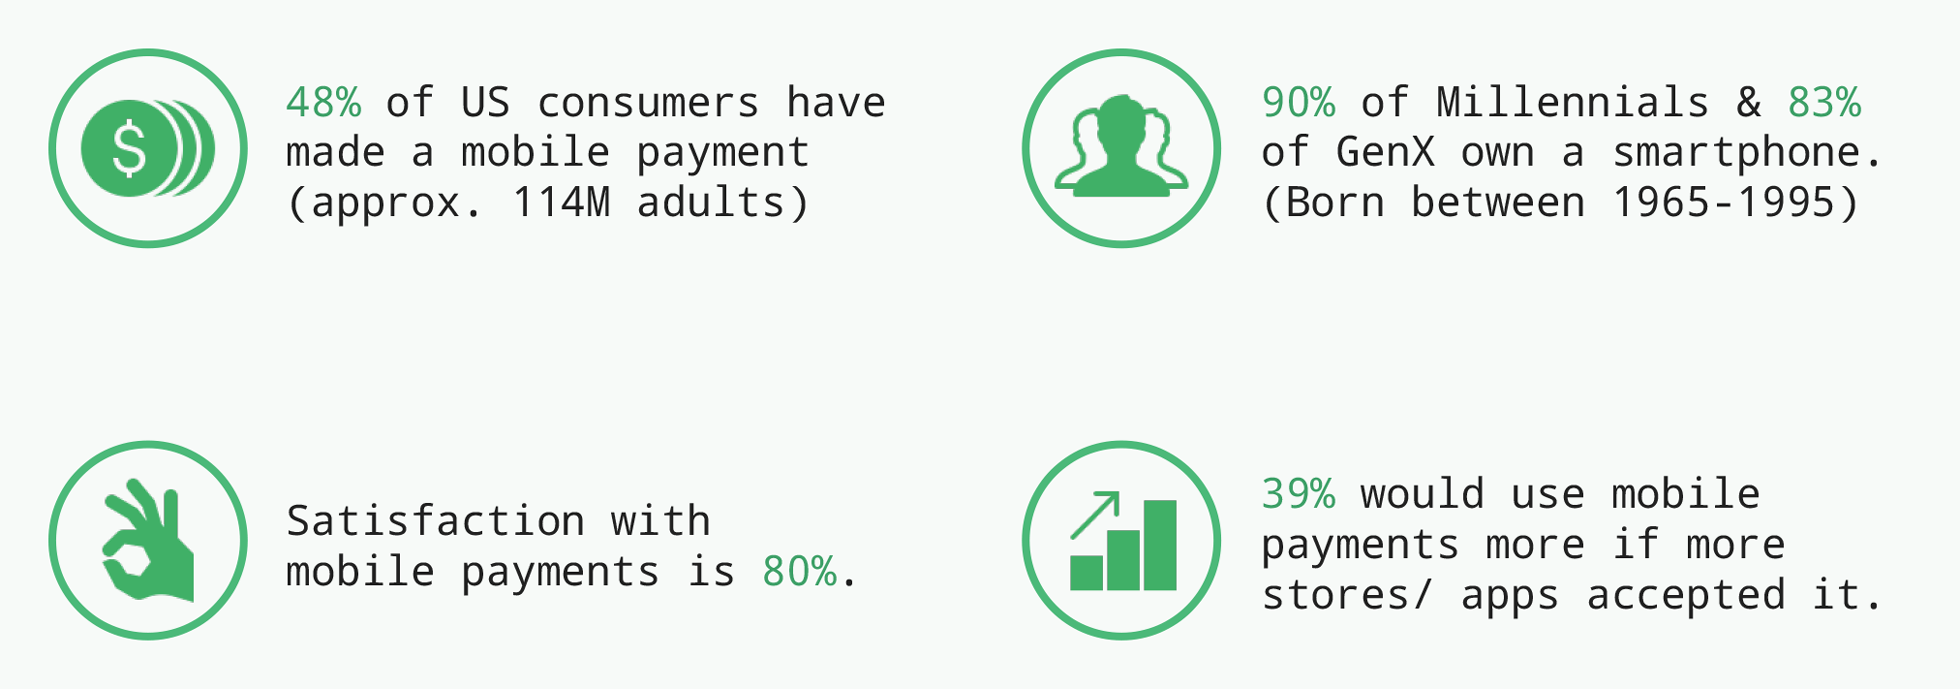 48% of US consumers have
made a mobile payment
(approx. 114M adults)
90% of Millennials & 83%
of GenX own a smartphone.
(Born between 1965-1995)
Satisfaction with
mobile payments is 80%.
39% would use mobile
payments more if more
stores/ apps accepted it.
$